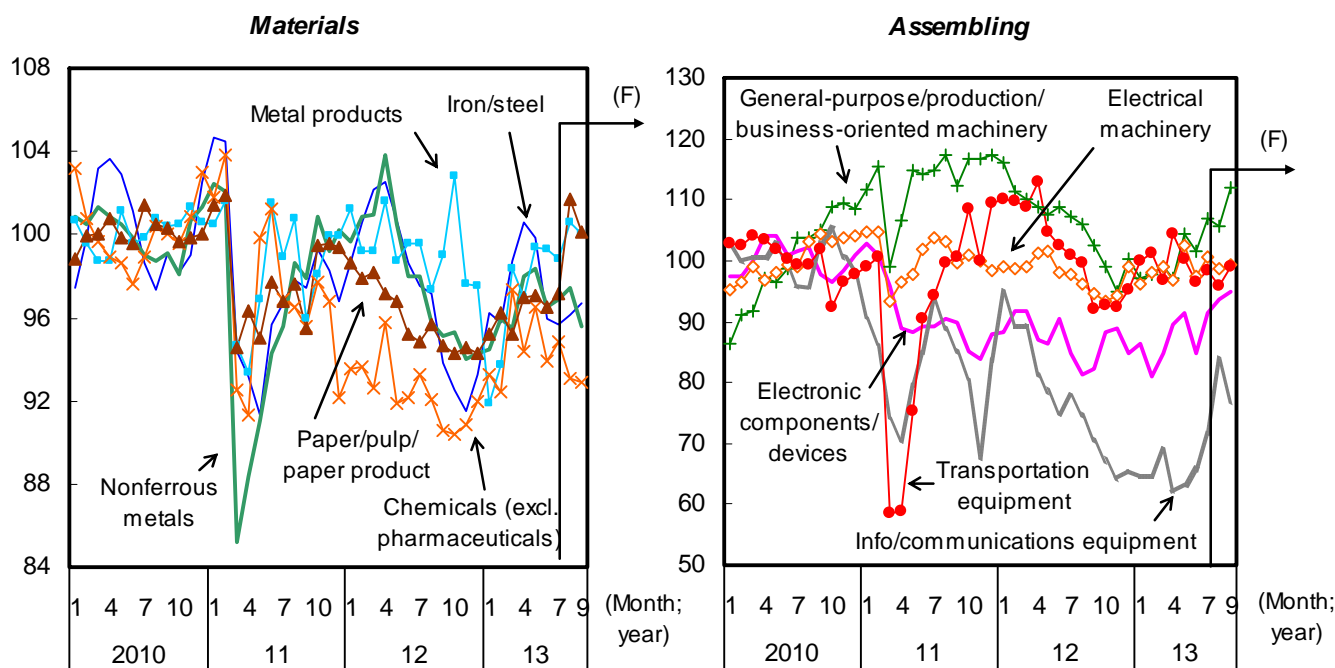 Materials
108
104
100
96
92
88
84
Metal products
Iron/steel
(F)
Nonferrous
metals
Paper/pulp/
paper product
Chemicals (excl.
pharmaceuticals)
1 4 7 10 1 4 7 10 1 4 7 10 1 4 7 9
(Month;
year)
2010 11 12 13
Assembling
130
120
110
100
90
80
70
60
50
General-purpose/production/
business-oriented machinery
Electrical
machinery
(F)
Electronic
components/
devices
Transportation
equipment
Info/communications equipment
1 4 7 10 1 4 7 10 1 4 7 10 1 4 7 9
(Month;
year)
2010 11 12 13